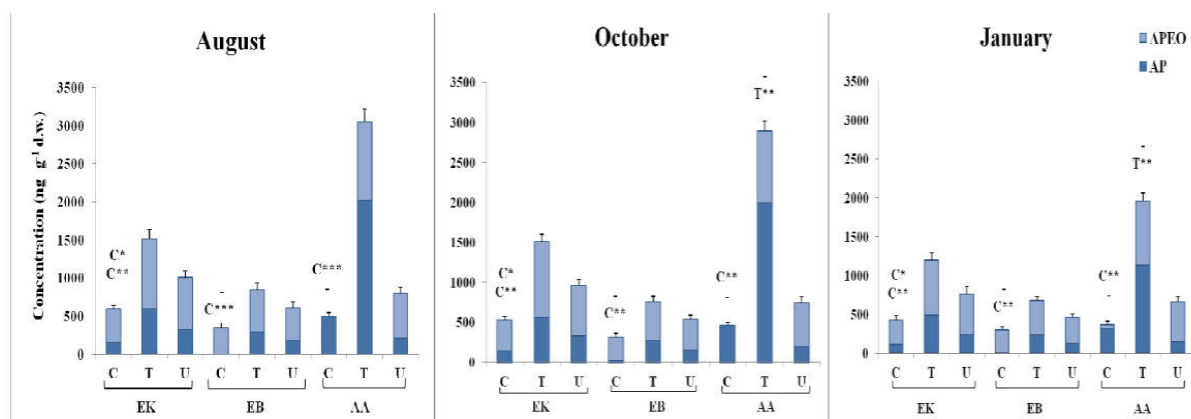 August
October
January
APEO
AP
Concentration (ng g⁻¹ d.w.)
3500
3000
2500
2000
1500
1000
500
0
C*
C**
-
C***
C***
-
C T U C T U C T U
EK EB AA
3500
3000
2500
2000
1500
1000
500
0
C*
C**
-
C**
C**
-
-
T**
C T U C T U C T U
EK EB AA
3500
3000
2500
2000
1500
1000
500
0
C*
C**
-
C**
C**
-
-
T**
C T U C T U C T U
EK EB AA